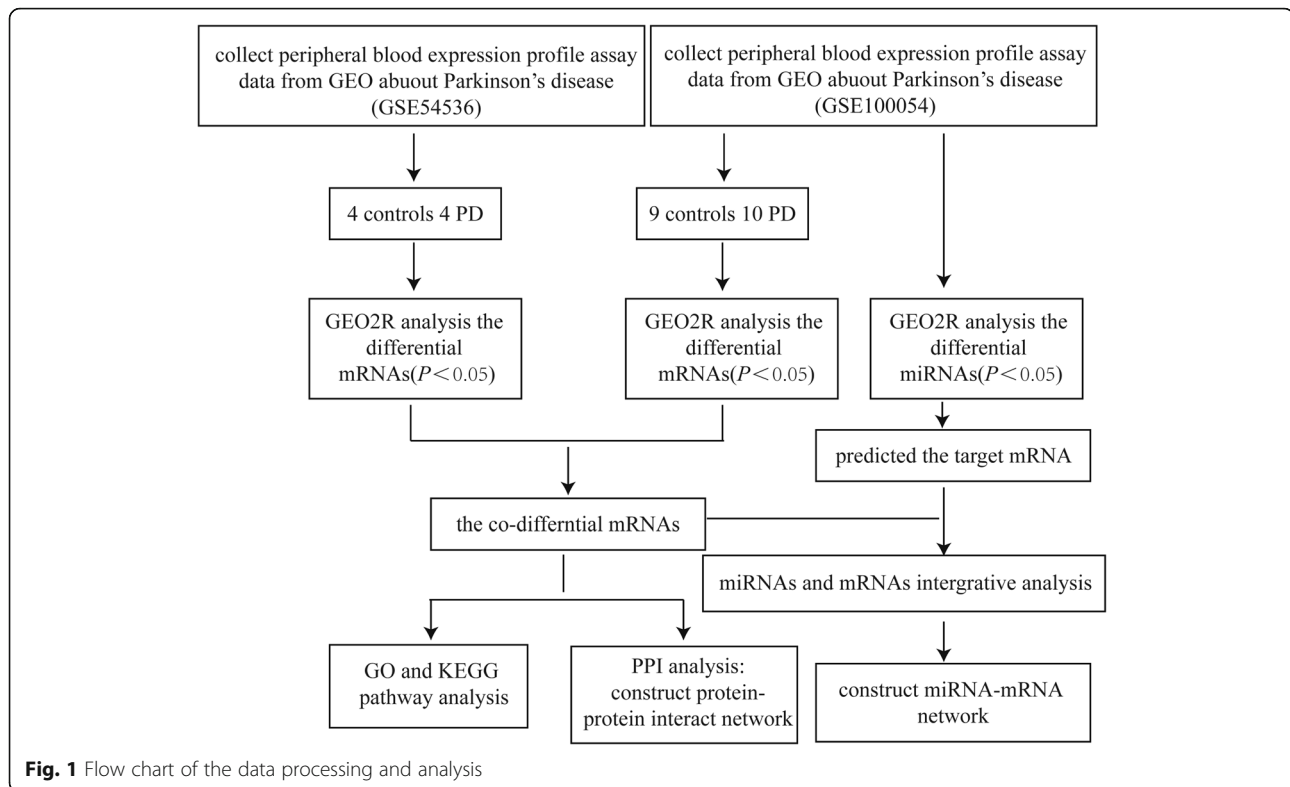 collect peripheral blood expression profile assay
data from GEO abuout Parkinson's disease
(GSE54536)
collect peripheral blood expression profile assay
data from GEO abuout Parkinson's disease
(GSE100054)
4 controls 4 PD
9 controls 10 PD
GEO2R analysis the
differential
mRNAs(P<0.05)
GEO2R analysis the
differential
mRNAs(P<0.05)
GEO2R analysis the
differential
miRNAs(P<0.05)
predicted the target mRNA
the co-differntial mRNAs
miRNAs and mRNAs intergrative analysis
GO and KEGG
pathway analysis
PPI analysis:
construct protein-
protein interact network
construct miRNA-mRNA
network
Fig. 1 Flow chart of the data processing and analysis